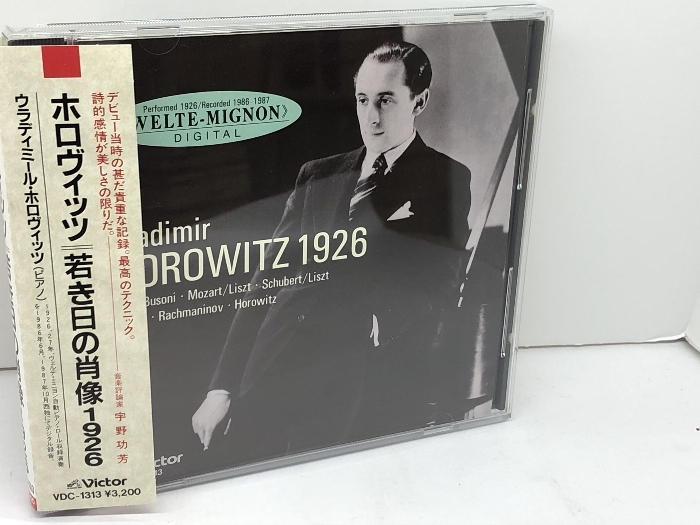 デビュー当時の甚だ貴重な記録。最高のテクニック。
詩的感情が美しさの限りだ。
音楽評論家 宇野功芳
ホロヴィッツ=若き日の肖像1926
ウラディミール・ホロヴィッツ(ピアノ)
Victor
VDC-1313 ¥3,200
Performed 1926/Recorded 1986-1987
WELTE-MIGNON》
DIGITAL
adimir
OROWITZ 1926
Busoni · Mozart/Liszt · Schubert/Liszt
· Rachmaninov · Horowitz
ctor
13